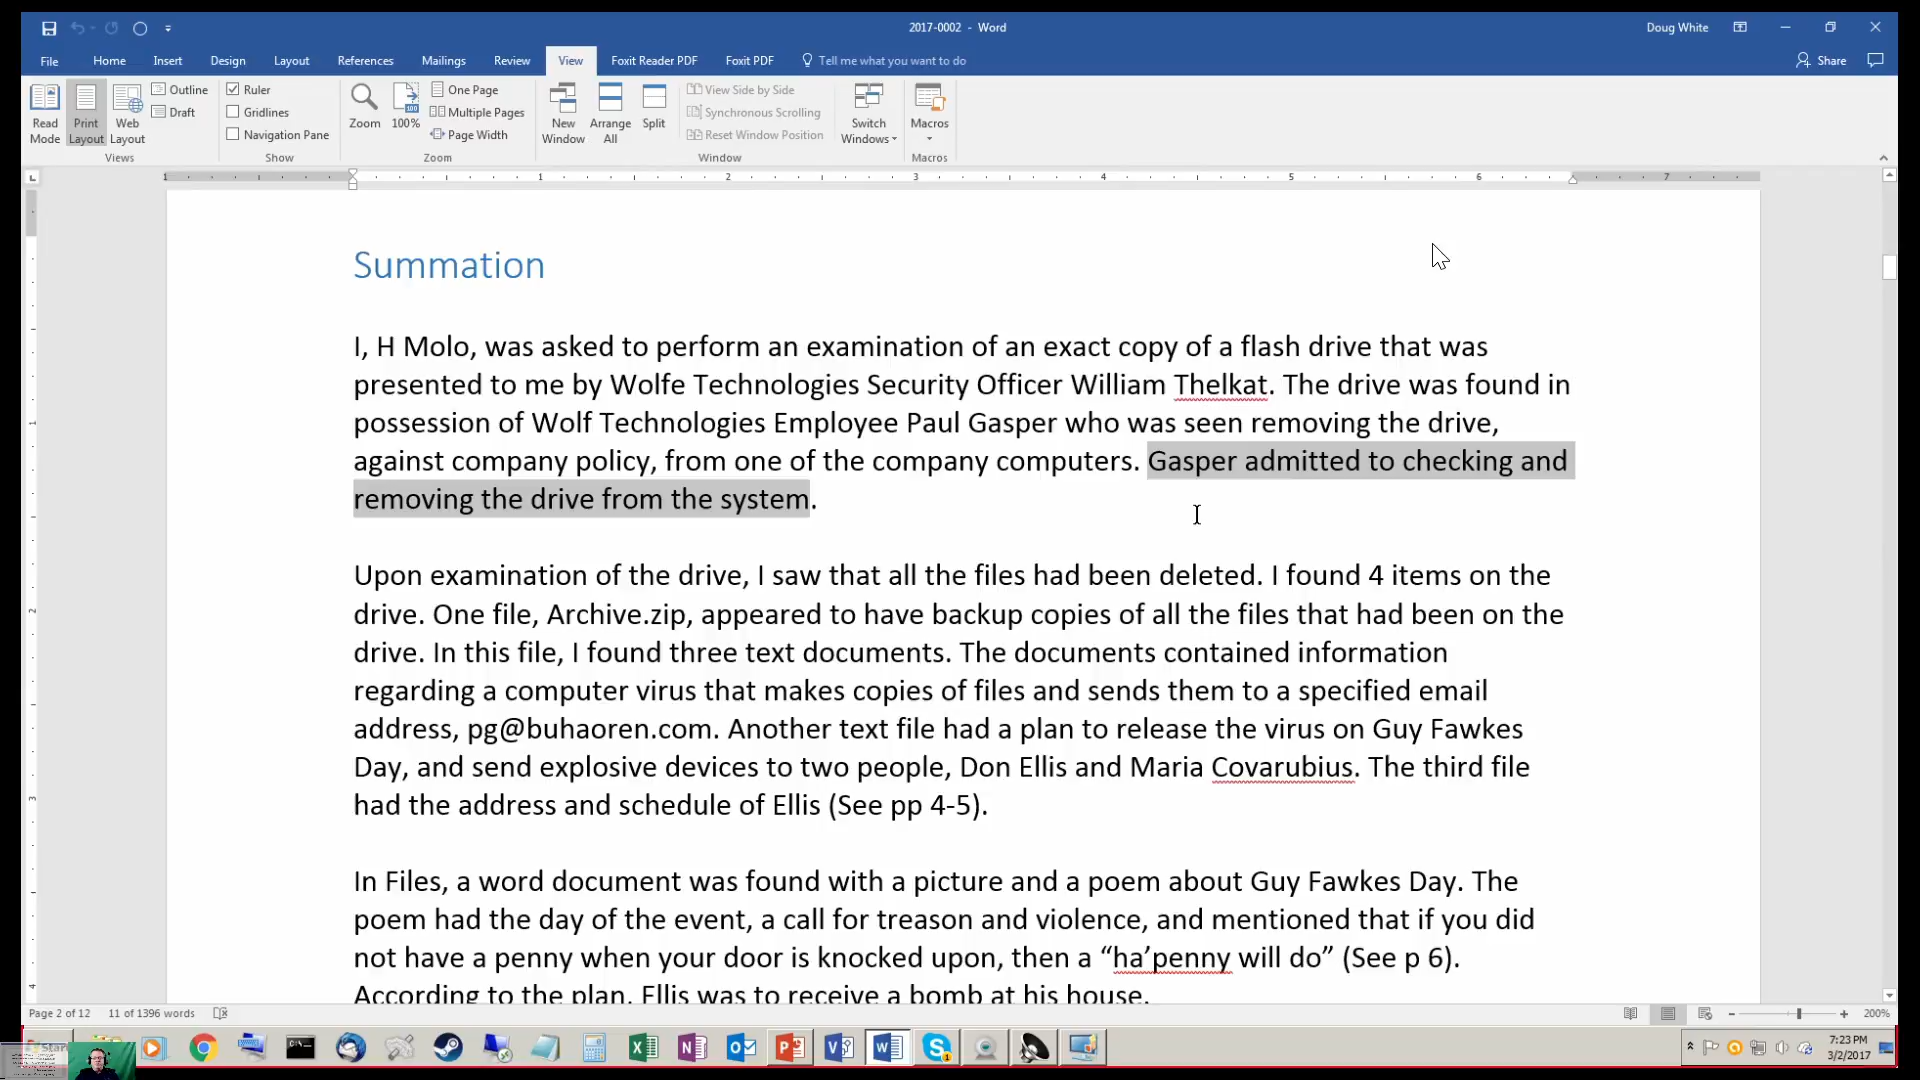 2017-0002 - Word
Doug White
File Home Insert Design Layout References Mailings Review View Foxit Reader PDF Foxit PDF Tell me what you want to do Share
Read Mode
Print Layout
Web Layout
Outline
Draft
Views
Ruler
Gridlines
Navigation Pane
Show
Zoom
100%
One Page
Multiple Pages
Page Width
Zoom
New Window
Arrange All
Split
View Side by Side
Synchronous Scrolling
Reset Window Position
Window
Switch Windows
Macros
Macros
1 1 2 3 4 5 6 7
Summation
I, H Molo, was asked to perform an examination of an exact copy of a flash drive that was
presented to me by Wolfe Technologies Security Officer William Thelkat. The drive was found in
possession of Wolf Technologies Employee Paul Gasper who was seen removing the drive,
against company policy, from one of the company computers. Gasper admitted to checking and
removing the drive from the system.
Upon examination of the drive, I saw that all the files had been deleted. I found 4 items on the
drive. One file, Archive.zip, appeared to have backup copies of all the files that had been on the
drive. In this file, I found three text documents. The documents contained information
regarding a computer virus that makes copies of files and sends them to a specified email
address, pg@buhaoren.com. Another text file had a plan to release the virus on Guy Fawkes
Day, and send explosive devices to two people, Don Ellis and Maria Covarubius. The third file
had the address and schedule of Ellis (See pp 4-5).
In Files, a word document was found with a picture and a poem about Guy Fawkes Day. The
poem had the day of the event, a call for treason and violence, and mentioned that if you did
not have a penny when your door is knocked upon, then a “ha’penny will do” (See p 6).
According to the plan, Ellis was to receive a bomb at his house.
Page 2 of 12 11 of 1396 words
200%
7:23 PM
3/2/2017